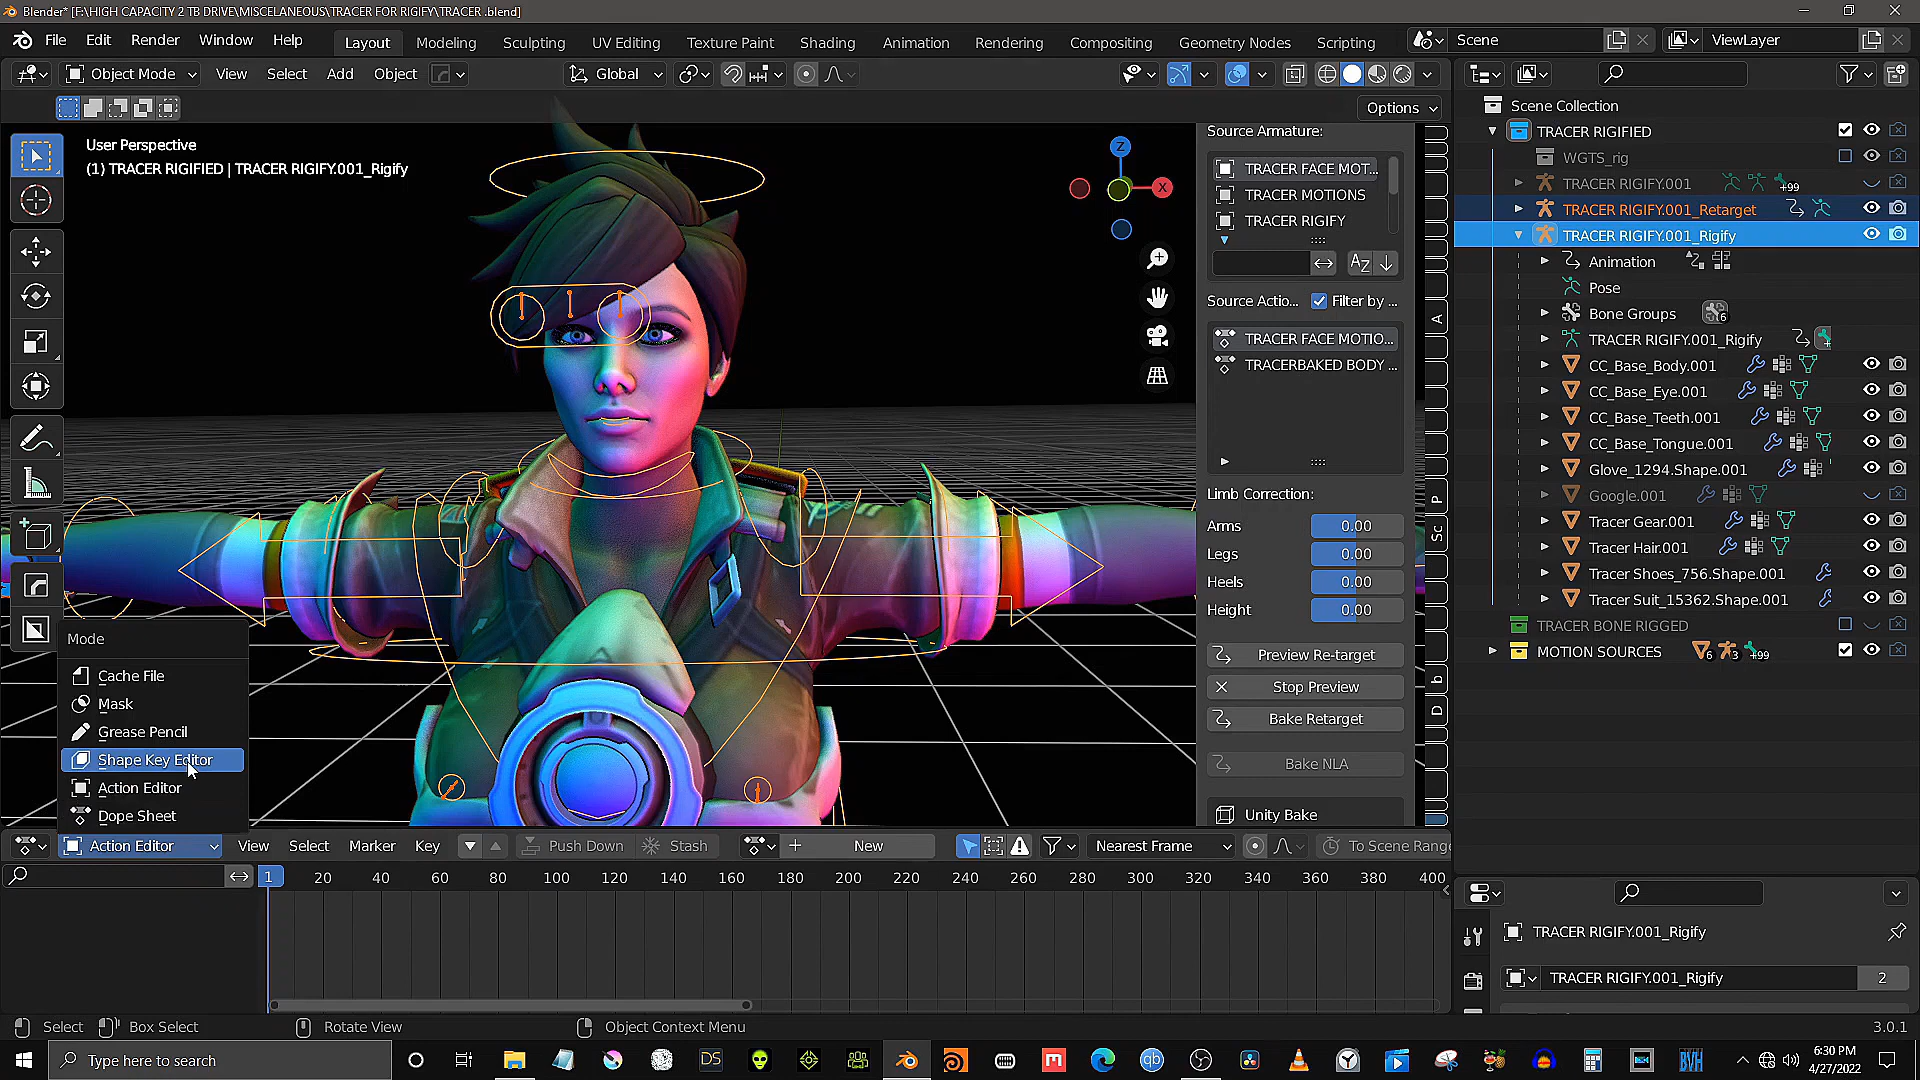 Blender* [F:\HIGH CAPACITY 2 TB DRIVE\MISCELANEOUS\TRACER FOR RIGIFY\TRACER .blend]
File Edit Render Window Help Layout Modeling Sculpting UV Editing Texture Paint Shading Animation Rendering Compositing Geometry Nodes Scripting Scene ViewLayer
Object Mode View Select Add Object Global
Options
User Perspective
(1) TRACER RIGIFIED | TRACER RIGIFY.001_Rigify
Z
X
Source Armature:
TRACER FACE MOT...
TRACER MOTIONS
TRACER RIGIFY
Source Actio... Filter by ...
TRACER FACE MOTIO...
TRACERBAKED BODY ...
Limb Correction:
Arms 0.00
Legs 0.00
Heels 0.00
Height 0.00
Preview Re-target
Stop Preview
Bake Retarget
Bake NLA
Unity Bake
A
P
Sc
b
D
Scene Collection
TRACER RIGIFIED
WGTS_rig
TRACER RIGIFY.001 +99
TRACER RIGIFY.001_Retarget
TRACER RIGIFY.001_Rigify
Animation
Pose
Bone Groups 6
TRACER RIGIFY.001_Rigify
CC_Base_Body.001
CC_Base_Eye.001
CC_Base_Teeth.001
CC_Base_Tongue.001
Glove_1294.Shape.001
Google.001
Tracer Gear.001
Tracer Hair.001
Tracer Shoes_756.Shape.001
Tracer Suit_15362.Shape.001
TRACER BONE RIGGED
MOTION SOURCES 6 3 +99
Mode
Cache File
Mask
Grease Pencil
Shape Key Editor
Action Editor
Dope Sheet
Action Editor View Select Marker Key Push Down Stash New Nearest Frame To Scene Rang
1 20 40 60 80 100 120 140 160 180 200 220 240 260 280 300 320 340 360 380 400
TRACER RIGIFY.001_Rigify
TRACER RIGIFY.001_Rigify 2
Select Box Select Rotate View Object Context Menu 3.0.1
Type here to search
DS
M
qb
BVH
6:30 PM
4/27/2022